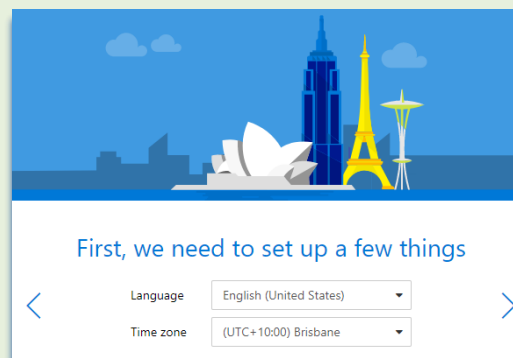 First, we need to set up a few things
Language English (United States)
Time zone (UTC+10:00) Brisbane